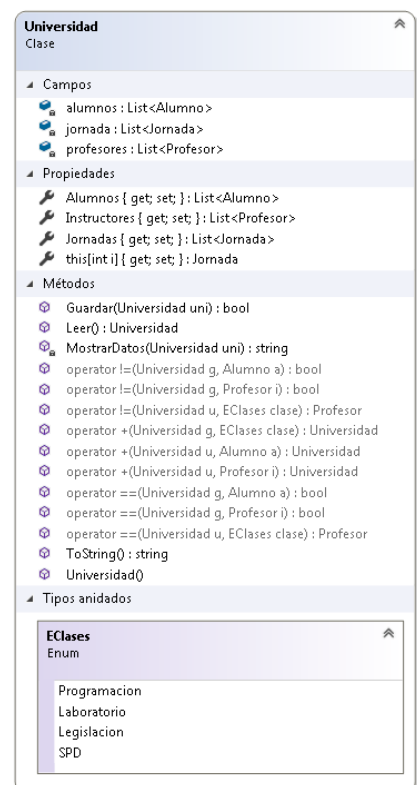 Universidad
Clase
Campos
alumnos : List<Alumno>
jornada : List<Jornada>
profesores : List<Profesor>
Propiedades
Alumnos { get; set; } : List<Alumno>
Instructores { get; set; } : List<Profesor>
Jornadas { get; set; } : List<Jornada>
this[int i] { get; set; } : Jornada
Métodos
Guardar(Universidad uni) : bool
Leer() : Universidad
MostrarDatos(Universidad uni) : string
operator !=(Universidad g, Alumno a) : bool
operator !=(Universidad g, Profesor i) : bool
operator !=(Universidad u, EClases clase) : Profesor
operator +(Universidad g, EClases clase) : Universidad
operator +(Universidad u, Alumno a) : Universidad
operator +(Universidad u, Profesor i) : Universidad
operator ==(Universidad g, Alumno a) : bool
operator ==(Universidad g, Profesor i) : bool
operator ==(Universidad u, EClases clase) : Profesor
ToString() : string
Universidad()
Tipos anidados
EClases
Enum
Programacion
Laboratorio
Legislacion
SPD